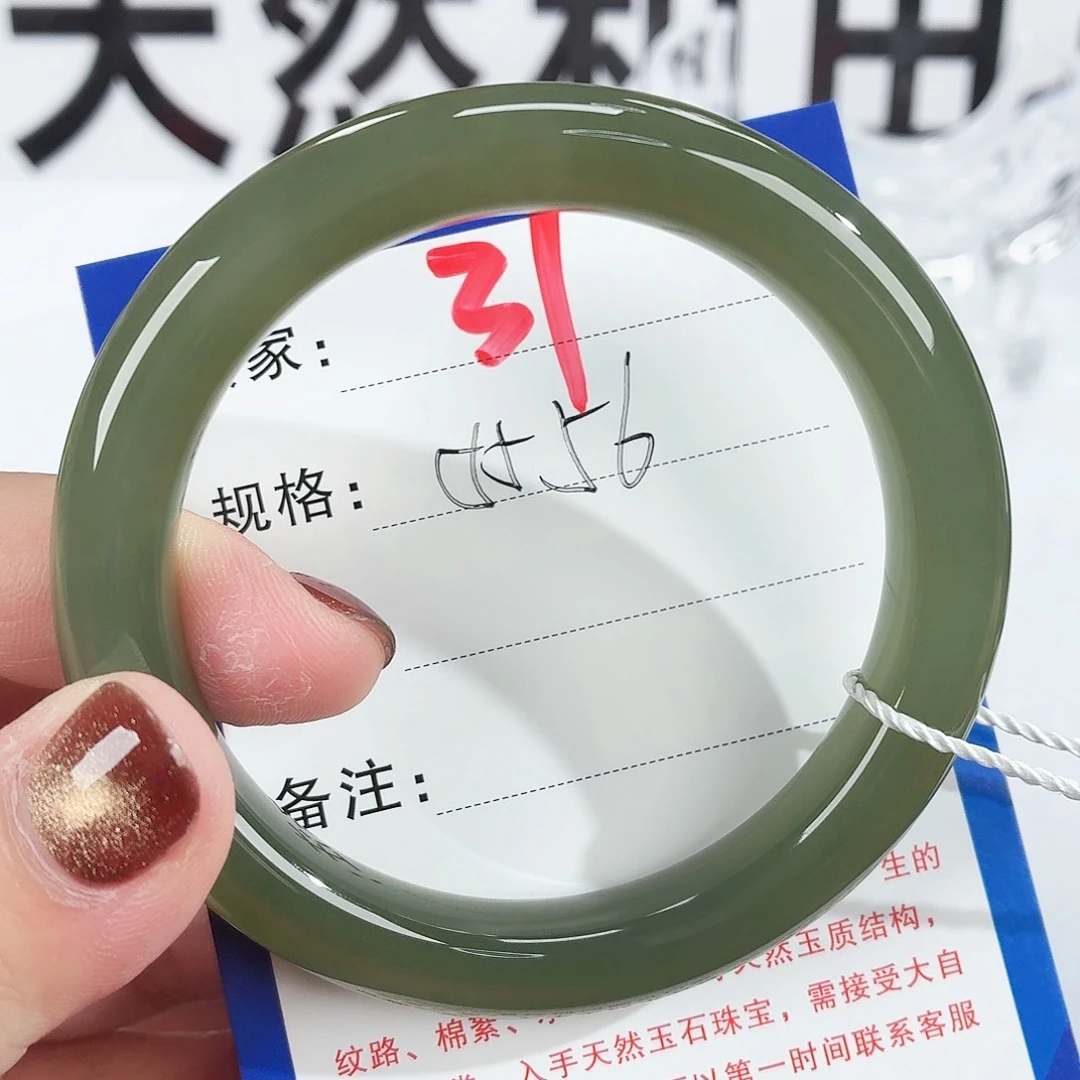 天然和田
31
家：
规格： 56
备注：
生的
纹路、棉絮、 天然玉质结构，
入手天然玉石珠宝，需接受大自
以第一时间联系客服